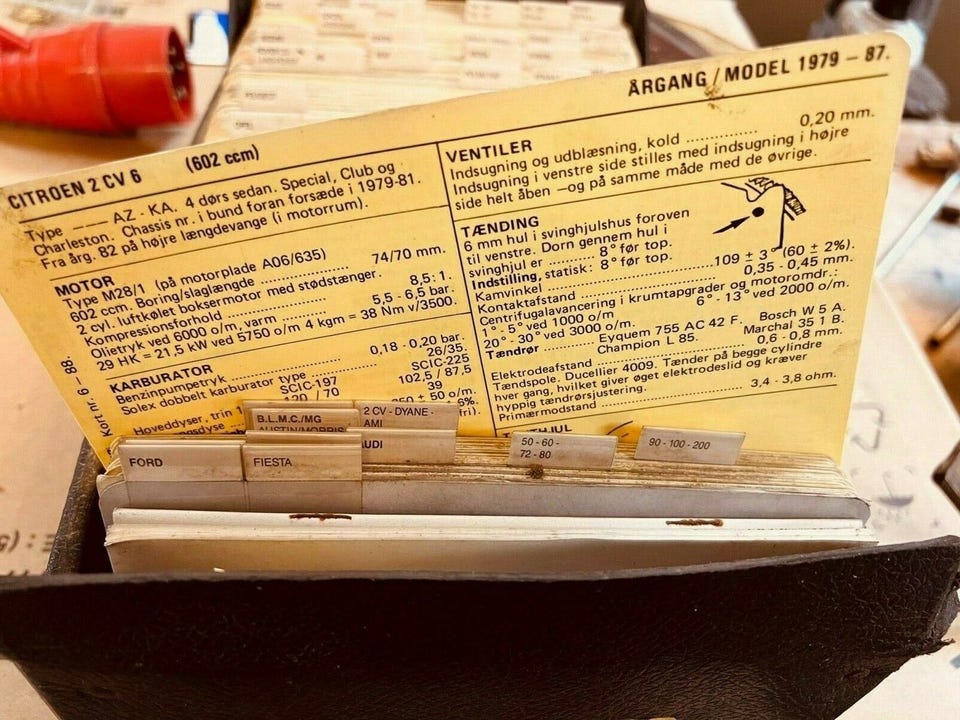 CITROEN 2 CV 6 (602 ccm)
ÅRGANG/MODEL 1979 – 87.
Type —— AZ - KA. 4 dørs sedan. Special, Club og
Charleston. Chassis nr. i bund foran forsæde i 1979-81.
Fra årg. 82 på højre længdevange (i motorrum).
MOTOR
Type M28/1 (på motorplade A06/635)
602 ccm. Boring/slaglængde ........ 74/70 mm.
2 cyl. luftkølet boksermotor med stødstænger.
Kompressionsforhold ........ 8,5: 1.
Olietryk ved 6000 o/m, varm ........ 5,5 - 6,5 bar.
29 HK = 21,5 kW ved 5750 o/m 4 kgm = 38 Nm v/3500.
KARBURATOR
Benzinpumpetryk ........ 0,18 - 0,20 bar.
Solex dobbelt karburator type ........ 26/35.
SCIC-197 SCIC-225
Hoveddyser, trin 1 120 / 70 102,5 / 87,5
39
50 o/m.
6%.
Kort nr. 6 – 88.
VENTILER
Indsugning og udblæsning, kold ........ 0,20 mm.
Indsugning i venstre side stilles med indsugning i højre
side helt åben –og på samme måde med de øvrige.
TÆNDING
6 mm hul i svinghjulshus foroven
til venstre. Dorn gennem hul i
svinghjul er ........ 8° før top.
Indstilling, statisk: 8° før top.
Kamvinkel ........ 109 ± 3° (60 ± 2%).
Kontaktafstand ........ 0,35 - 0,45 mm.
Centrifugalavancering i krumtapgrader og motoromdr.:
1° - 5° ved 1000 o/m 6° - 13° ved 2000 o/m.
20° - 30° ved 3000 o/m.
Tændrør ........ Eyquem 755 AC 42 F. Bosch W 5 A.
Champion L 85. Marchal 35 1 B.
Elektrodeafstand ........ 0,6 - 0,8 mm.
Tændspole. Ducellier 4009. Tænder på begge cylindre
hver gang, hvilket giver øget elektrodeslid og kræver
hyppig tændrørsjustering.
Primærmodstand ........ 3,4 - 3,8 ohm.
B.L.M.C./MG
AUSTIN/MORRIS
2 CV - DYANE -
AMI
FORD
FIESTA
50 - 60 -
72 - 80
90 - 100 - 200